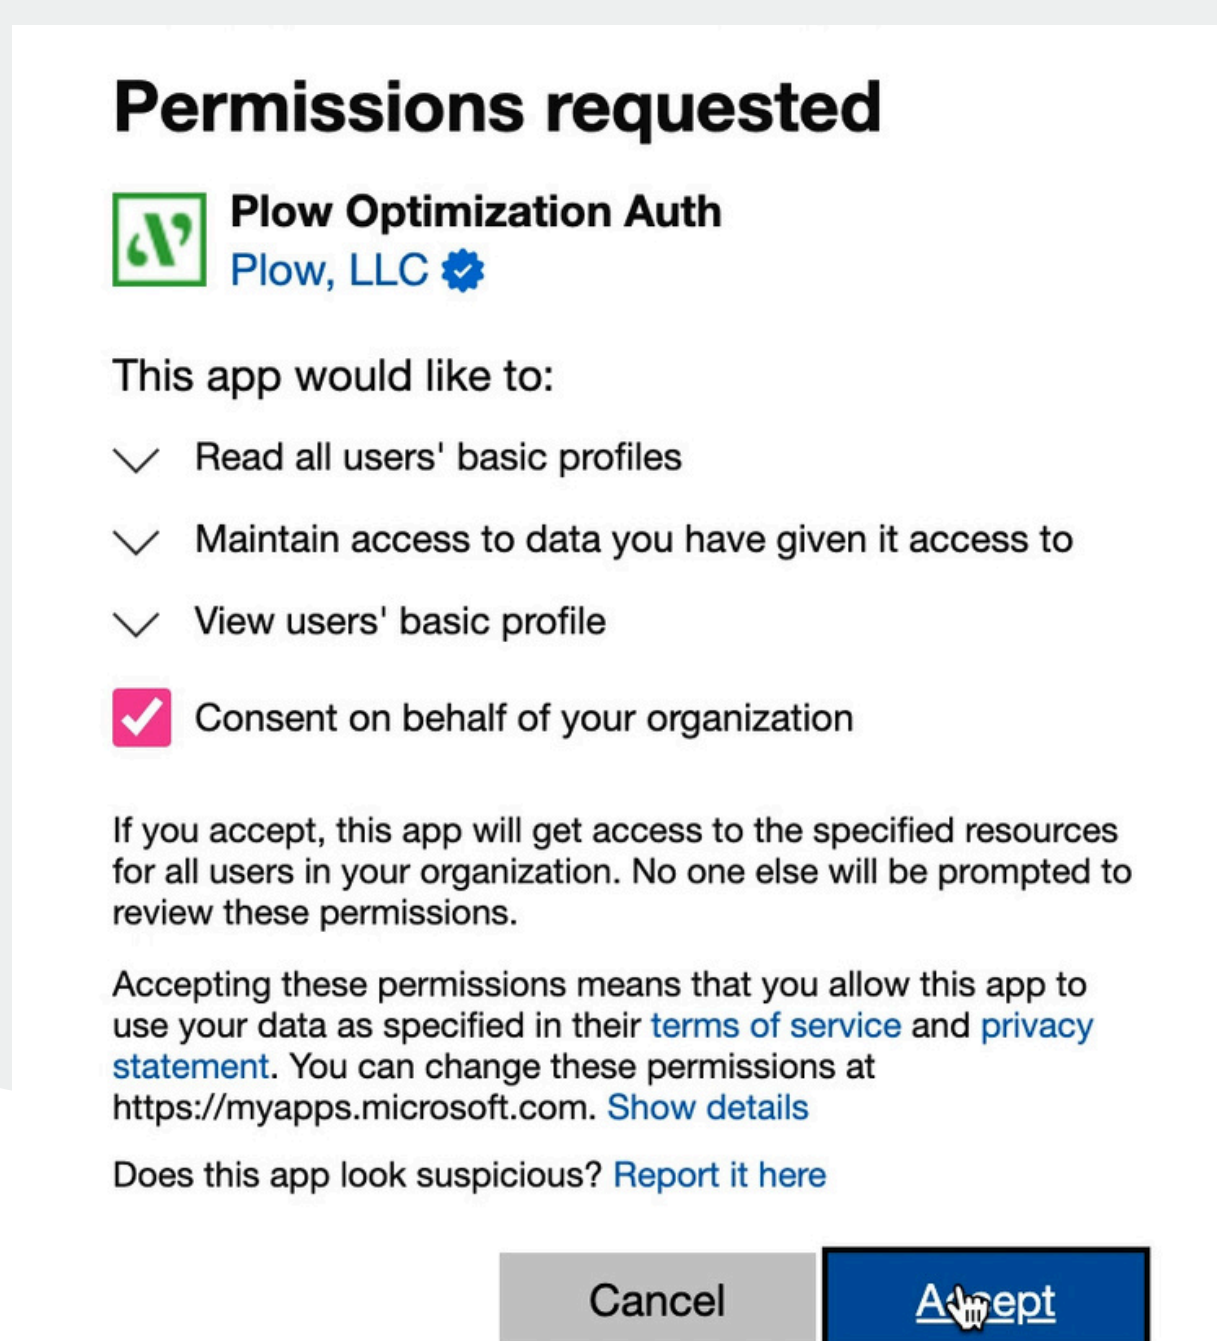 Permissions requested
Plow Optimization Auth
Plow, LLC
This app would like to:
Read all users' basic profiles
Maintain access to data you have given it access to
View users' basic profile
Consent on behalf of your organization
If you accept, this app will get access to the specified resources
for all users in your organization. No one else will be prompted to
review these permissions.
Accepting these permissions means that you allow this app to
use your data as specified in their terms of service and privacy
statement. You can change these permissions at
https://myapps.microsoft.com. Show details
Does this app look suspicious? Report it here
Cancel
Accept